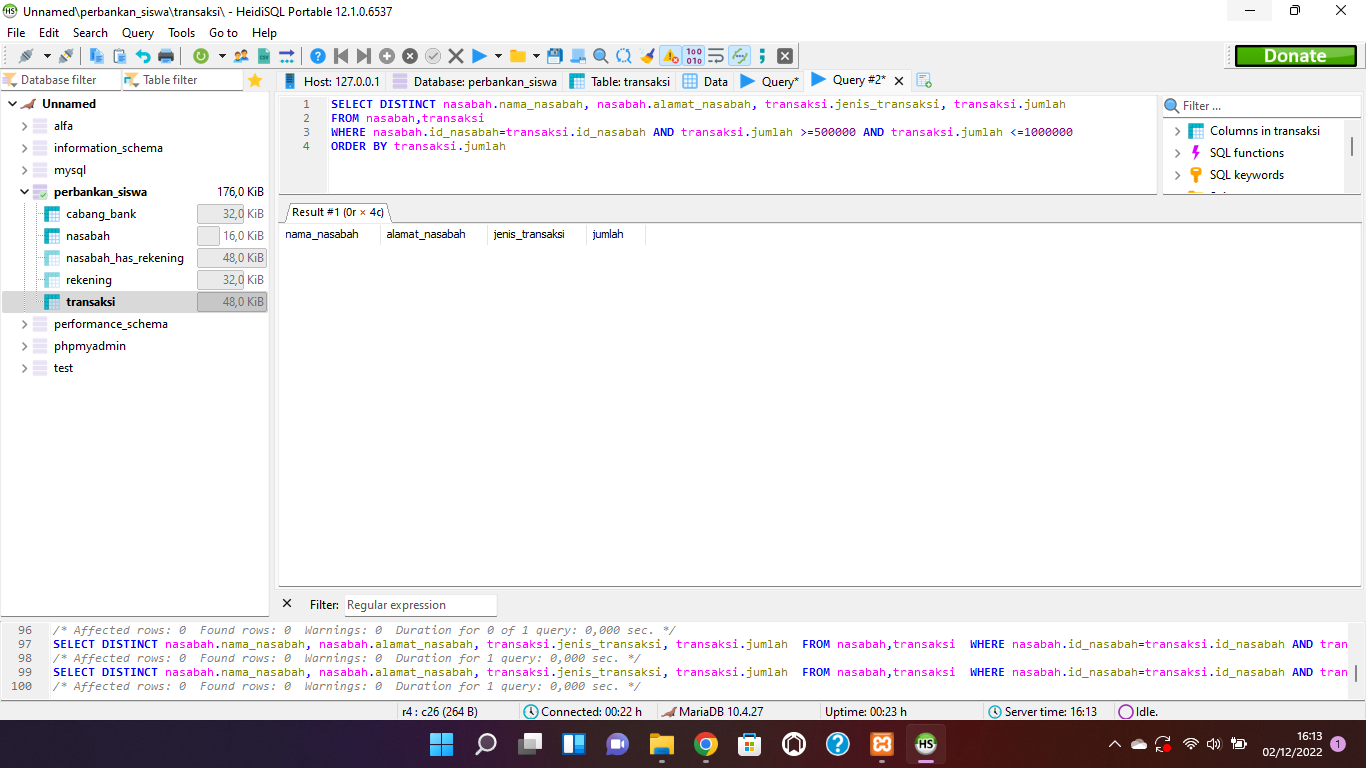 Unnamed\perbankan_siswa\transaksi\ - HeidiSQL Portable 12.1.0.6537
File Edit Search Query Tools Go to Help
Donate
Database filter Table filter
Host: 127.0.0.1 Database: perbankan_siswa Table: transaksi Data Query* Query #2*
Unnamed
alfa
information_schema
mysql
perbankan_siswa 176,0 KiB
cabang_bank 32,0 KiB
nasabah 16,0 KiB
nasabah_has_rekening 48,0 KiB
rekening 32,0 KiB
transaksi 48,0 KiB
performance_schema
phpmyadmin
test
1 SELECT DISTINCT nasabah.nama_nasabah, nasabah.alamat_nasabah, transaksi.jenis_transaksi, transaksi.jumlah
2 FROM nasabah,transaksi
3 WHERE nasabah.id_nasabah=transaksi.id_nasabah AND transaksi.jumlah >=500000 AND transaksi.jumlah <=1000000
4 ORDER BY transaksi.jumlah
Filter ...
Columns in transaksi
SQL functions
SQL keywords
Result #1 (0r × 4c)
nama_nasabah alamat_nasabah jenis_transaksi jumlah
Filter: Regular expression
96 /* Affected rows: 0 Found rows: 0 Warnings: 0 Duration for 0 of 1 query: 0,000 sec. */
97 SELECT DISTINCT nasabah.nama_nasabah, nasabah.alamat_nasabah, transaksi.jenis_transaksi, transaksi.jumlah FROM nasabah,transaksi WHERE nasabah.id_nasabah=transaksi.id_nasabah AND tran
98 /* Affected rows: 0 Found rows: 0 Warnings: 0 Duration for 1 query: 0,000 sec. */
99 SELECT DISTINCT nasabah.nama_nasabah, nasabah.alamat_nasabah, transaksi.jenis_transaksi, transaksi.jumlah FROM nasabah,transaksi WHERE nasabah.id_nasabah=transaksi.id_nasabah AND tran
100 /* Affected rows: 0 Found rows: 0 Warnings: 0 Duration for 1 query: 0,000 sec. */
r4 : c26 (264 B) Connected: 00:22 h MariaDB 10.4.27 Uptime: 00:23 h Server time: 16:13 Idle.
HS
16:13
02/12/2022
1